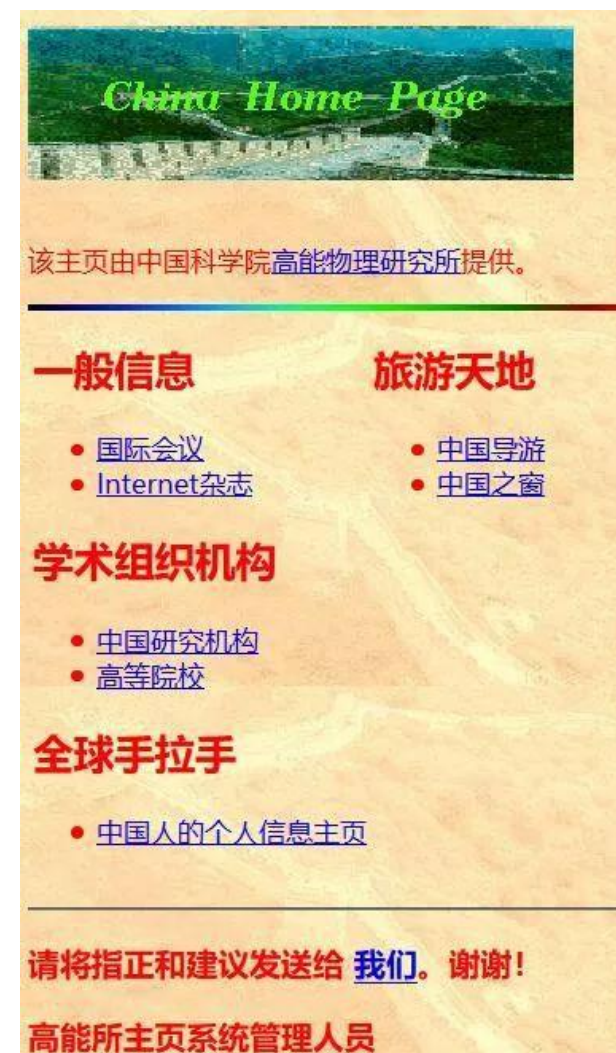 China Home Page
该主页由中国科学院高能物理研究所提供。
一般信息
国际会议
Internet杂志
旅游天地
中国导游
中国之窗
学术组织机构
中国研究机构
高等院校
全球手拉手
中国人的个人信息主页
请将指正和建议发送给 我们。谢谢！
高能所主页系统管理人员